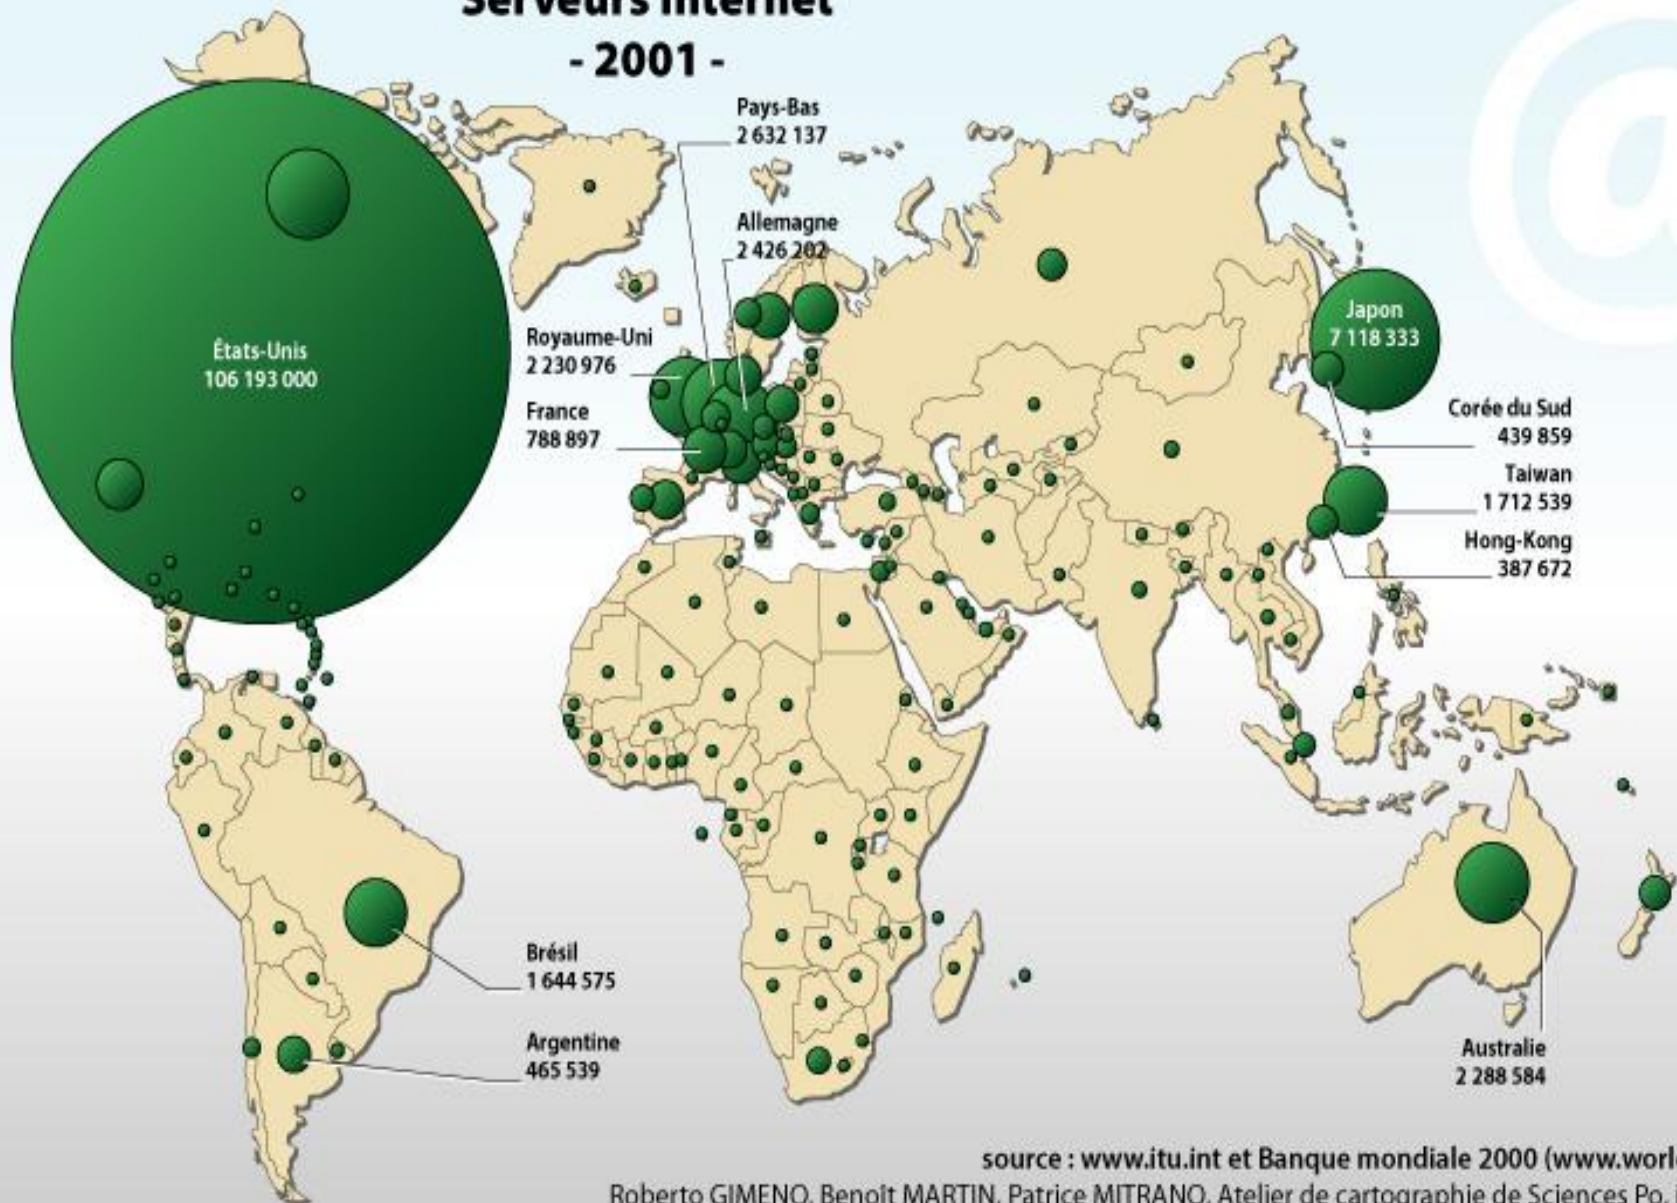 Serveurs Internet
- 2001 -
Pays-Bas
2 632 137
Allemagne
2 426 202
Royaume-Uni
2 230 976
France
788 897
États-Unis
106 193 000
Japon
7 118 333
Corée du Sud
439 859
Taiwan
1 712 539
Hong-Kong
387 672
Brésil
1 644 575
Argentine
465 539
Australie
2 288 584
source : www.itu.int et Banque mondiale 2000 (www.worl
Roberto GIMENO, Benoît MARTIN, Patrice MITRANO, Atelier de cartographie de Sciences Po
@